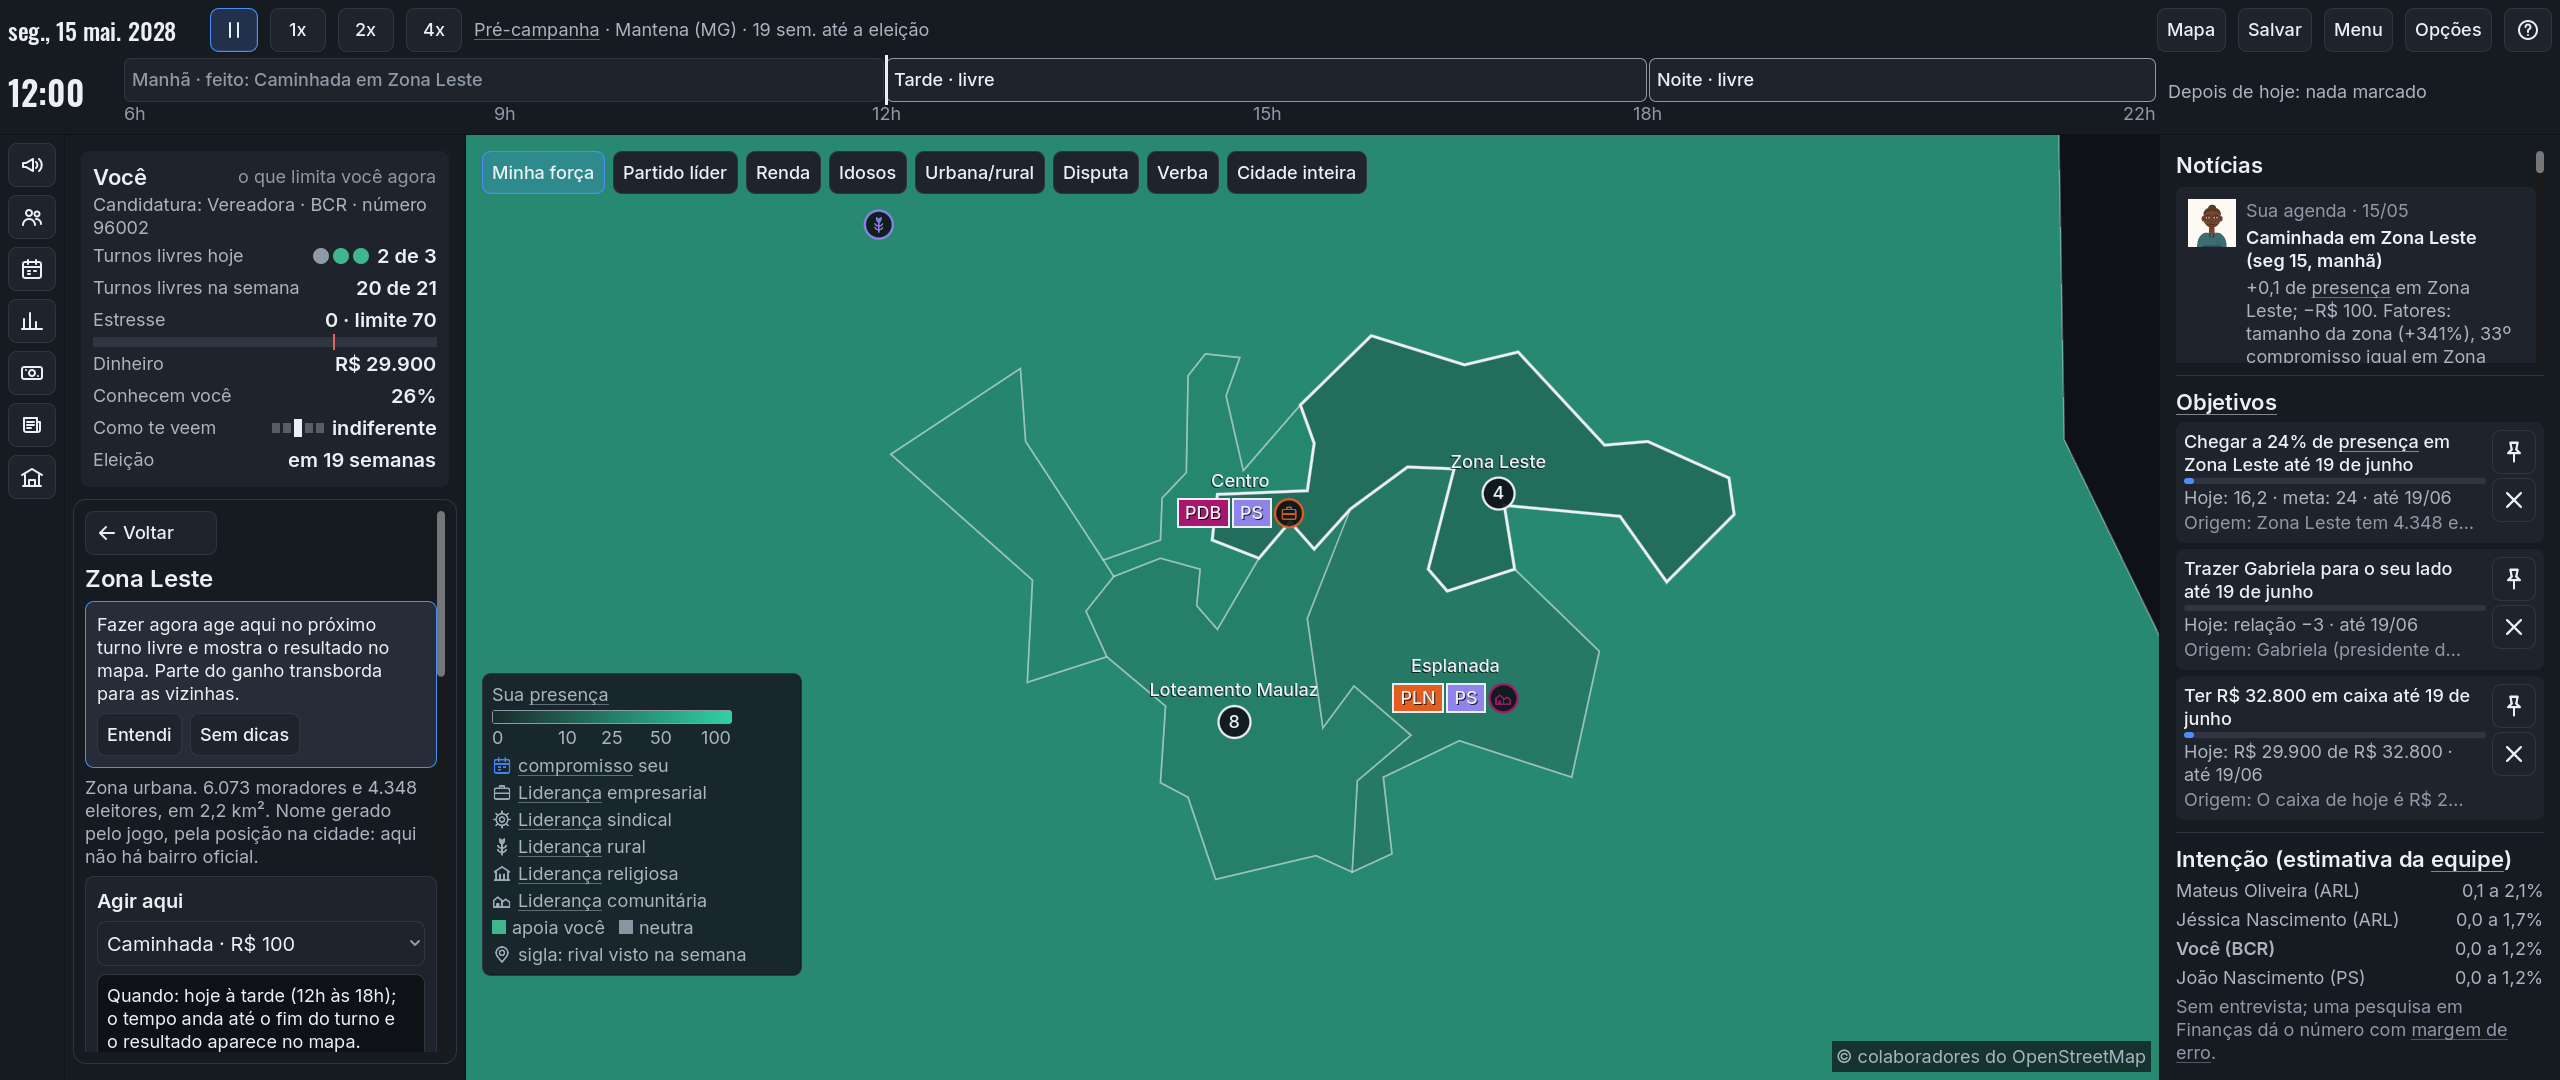 seg., 15 mai. 2028
1x
2x
4x
Pré-campanha · Mantena (MG) · 19 sem. até a eleição
Mapa
Salvar
Menu
Opções
12:00
Manhã · feito: Caminhada em Zona Leste
Tarde · livre
Noite · livre
Depois de hoje: nada marcado
6h
9h
12h
15h
18h
22h
Você
o que limita você agora
Candidatura: Vereadora · BCR · número
96002
Turnos livres hoje
2 de 3
Turnos livres na semana
20 de 21
Estresse
0 · limite 70
Dinheiro
R$ 29.900
Conhecem você
26%
Como te veem
indiferente
Eleição
em 19 semanas
Voltar
Zona Leste
Fazer agora age aqui no próximo
turno livre e mostra o resultado no
mapa. Parte do ganho transborda
para as vizinhas.
Entendi
Sem dicas
Zona urbana. 6.073 moradores e 4.348
eleitores, em 2,2 km². Nome gerado
pelo jogo, pela posição na cidade: aqui
não há bairro oficial.
Agir aqui
Caminhada · R$ 100
Quando: hoje à tarde (12h às 18h);
o tempo anda até o fim do turno e
o resultado aparece no mapa.
Minha força
Partido líder
Renda
Idosos
Urbana/rural
Disputa
Verba
Cidade inteira
Centro
PDB
PS
Zona Leste
4
Loteamento Maulaz
8
Esplanada
PLN
PS
Sua presença
0
10
25
50
100
compromisso seu
Liderança empresarial
Liderança sindical
Liderança rural
Liderança religiosa
Liderança comunitária
apoia você
neutra
sigla: rival visto na semana
© colaboradores do OpenStreetMap
Notícias
Sua agenda · 15/05
Caminhada em Zona Leste
(seg 15, manhã)
+0,1 de presença em Zona
Leste; −R$ 100. Fatores:
tamanho da zona (+341%), 33º
compromisso igual em Zona
Objetivos
Chegar a 24% de presença em
Zona Leste até 19 de junho
Hoje: 16,2 · meta: 24 · até 19/06
Origem: Zona Leste tem 4.348 e...
Trazer Gabriela para o seu lado
até 19 de junho
Hoje: relação −3 · até 19/06
Origem: Gabriela (presidente d...
Ter R$ 32.800 em caixa até 19 de
junho
Hoje: R$ 29.900 de R$ 32.800 ·
até 19/06
Origem: O caixa de hoje é R$ 2...
Intenção (estimativa da equipe)
Mateus Oliveira (ARL)
0,1 a 2,1%
Jéssica Nascimento (ARL)
0,0 a 1,7%
Você (BCR)
0,0 a 1,2%
João Nascimento (PS)
0,0 a 1,2%
Sem entrevista; uma pesquisa em
Finanças dá o número com margem de
erro.